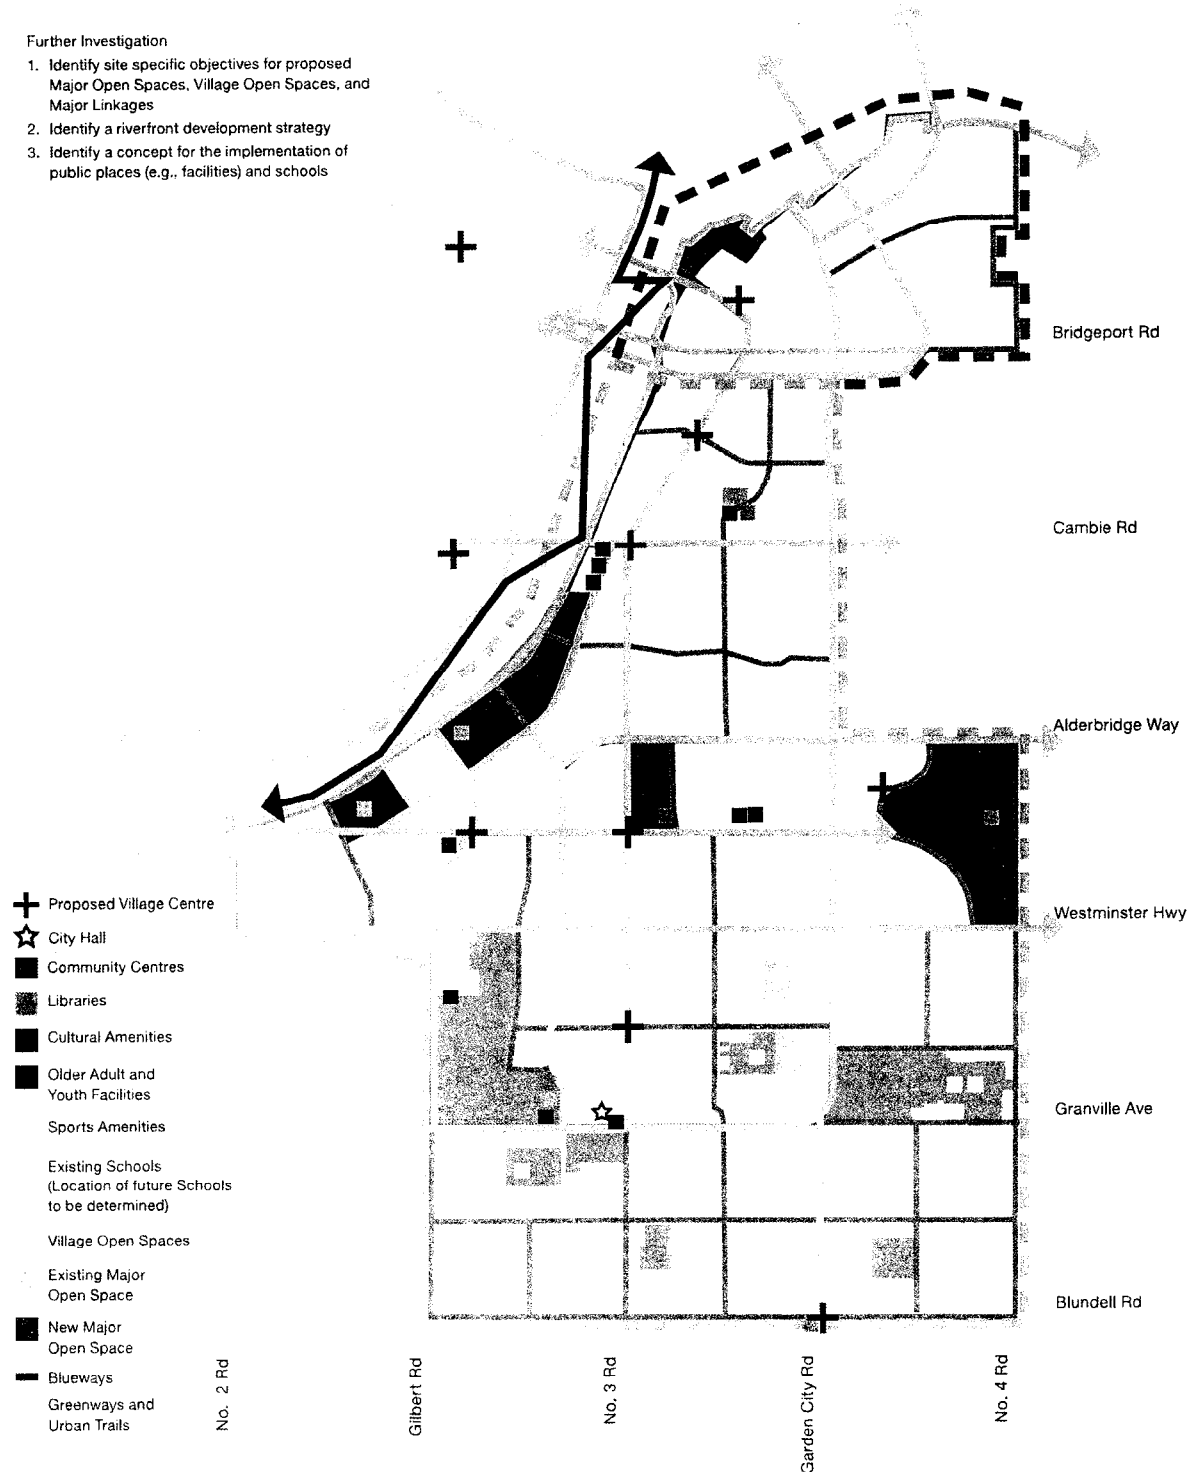 Further Investigation
1. Identify site specific objectives for proposed
Major Open Spaces, Village Open Spaces, and
Major Linkages
2. Identify a riverfront development strategy
3. Identify a concept for the implementation of
public places (e.g., facilities) and schools
Bridgeport Rd
Cambie Rd
Alderbridge Way
Westminster Hwy
Granville Ave
Blundell Rd
Proposed Village Centre
City Hall
Community Centres
Libraries
Cultural Amenities
Older Adult and
Youth Facilities
Sports Amenities
Existing Schools
(Location of future Schools
to be determined)
Village Open Spaces
Existing Major
Open Space
New Major
Open Space
Blueways
Greenways and
Urban Trails
No. 2 Rd
Gilbert Rd
No. 3 Rd
Garden City Rd
No. 4 Rd